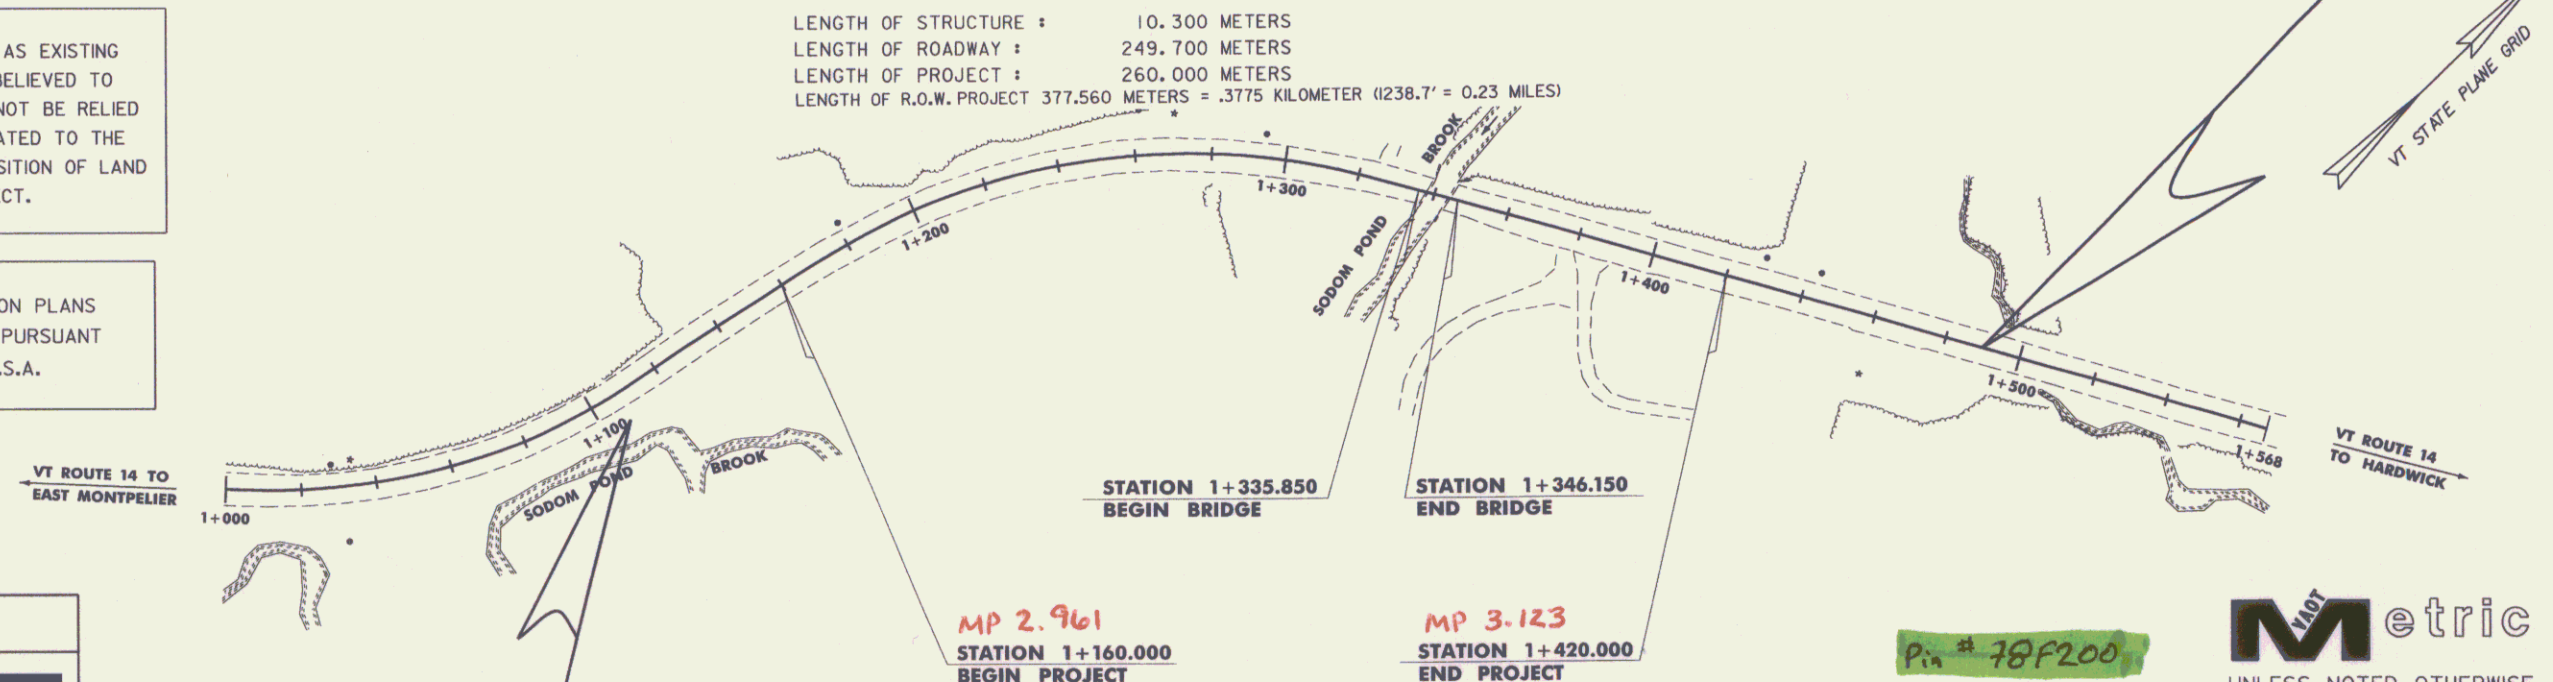 AS EXISTING
BELIEVED TO
NOT BE RELIED
ATED TO THE
SITION OF LAND
CT.
ON PLANS
PURSUANT
.S.A.
LENGTH OF STRUCTURE : 10.300 METERS
LENGTH OF ROADWAY : 249.700 METERS
LENGTH OF PROJECT : 260.000 METERS
LENGTH OF R.O.W. PROJECT 377.560 METERS = .3775 KILOMETER (1238.7' = 0.23 MILES)
VT STATE PLANE GRID
BROOK
SODOM POND
1+300
1+200
1+400
1+100
1+500
1+568
1+000
VT ROUTE 14 TO
EAST MONTPELIER
SODOM POND
BROOK
VT ROUTE 14
TO HARDWICK
STATION 1+335.850
BEGIN BRIDGE
STATION 1+346.150
END BRIDGE
MP 2.961
STATION 1+160.000
BEGIN PROJECT
MP 3.123
STATION 1+420.000
END PROJECT
Pin # 78F200
VAOT
Metric
UNLESS NOTED OTHERWISE